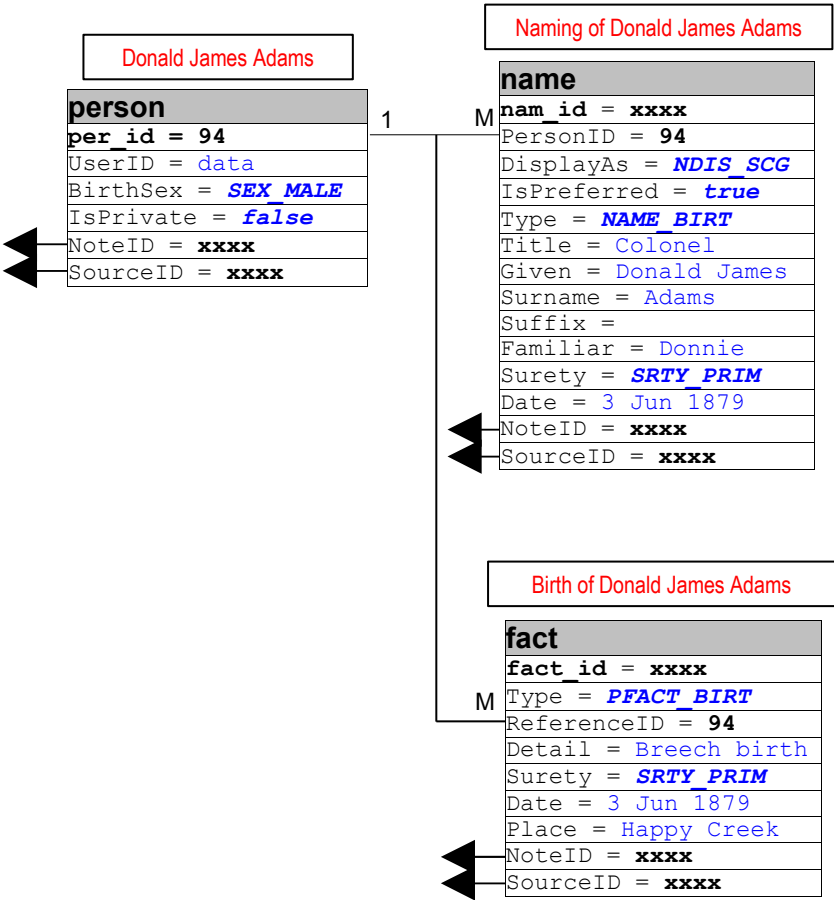 Donald James Adams
person
per_id = 94
UserID = data
BirthSex = SEX_MALE
IsPrivate = false
NoteID = xxxx
SourceID = xxxx
1
M
Naming of Donald James Adams
name
nam_id = xxxx
PersonID = 94
DisplayAs = NDIS_SCG
IsPreferred = true
Type = NAME_BIRT
Title = Colonel
Given = Donald James
Surname = Adams
Suffix =
Familiar = Donnie
Surety = SRTY_PRIM
Date = 3 Jun 1879
NoteID = xxxx
SourceID = xxxx
Birth of Donald James Adams
fact
fact_id = xxxx
M
Type = PFACT_BIRT
ReferenceID = 94
Detail = Breech birth
Surety = SRTY_PRIM
Date = 3 Jun 1879
Place = Happy Creek
NoteID = xxxx
SourceID = xxxx